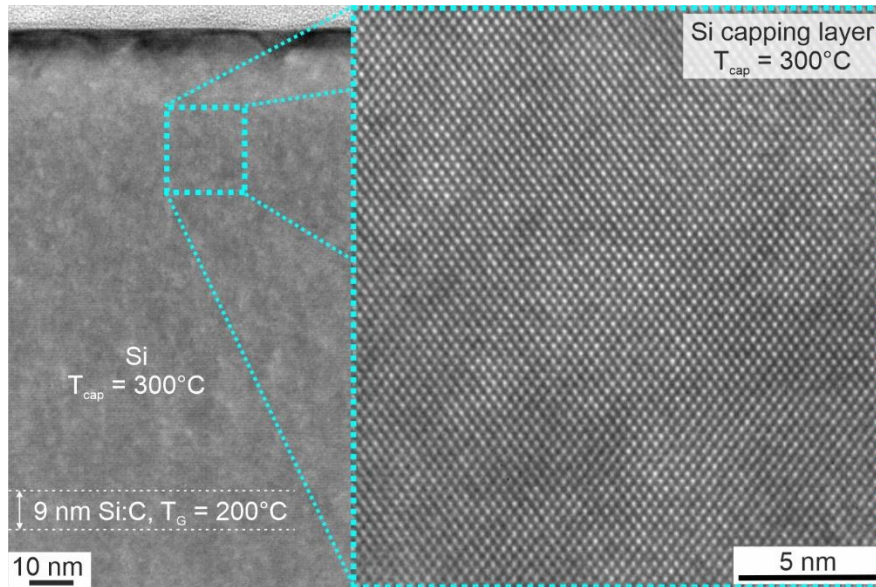 Si capping layer
T_cap = 300°C
Si
T_cap = 300°C
9 nm Si:C, T_G = 200°C
10 nm
5 nm